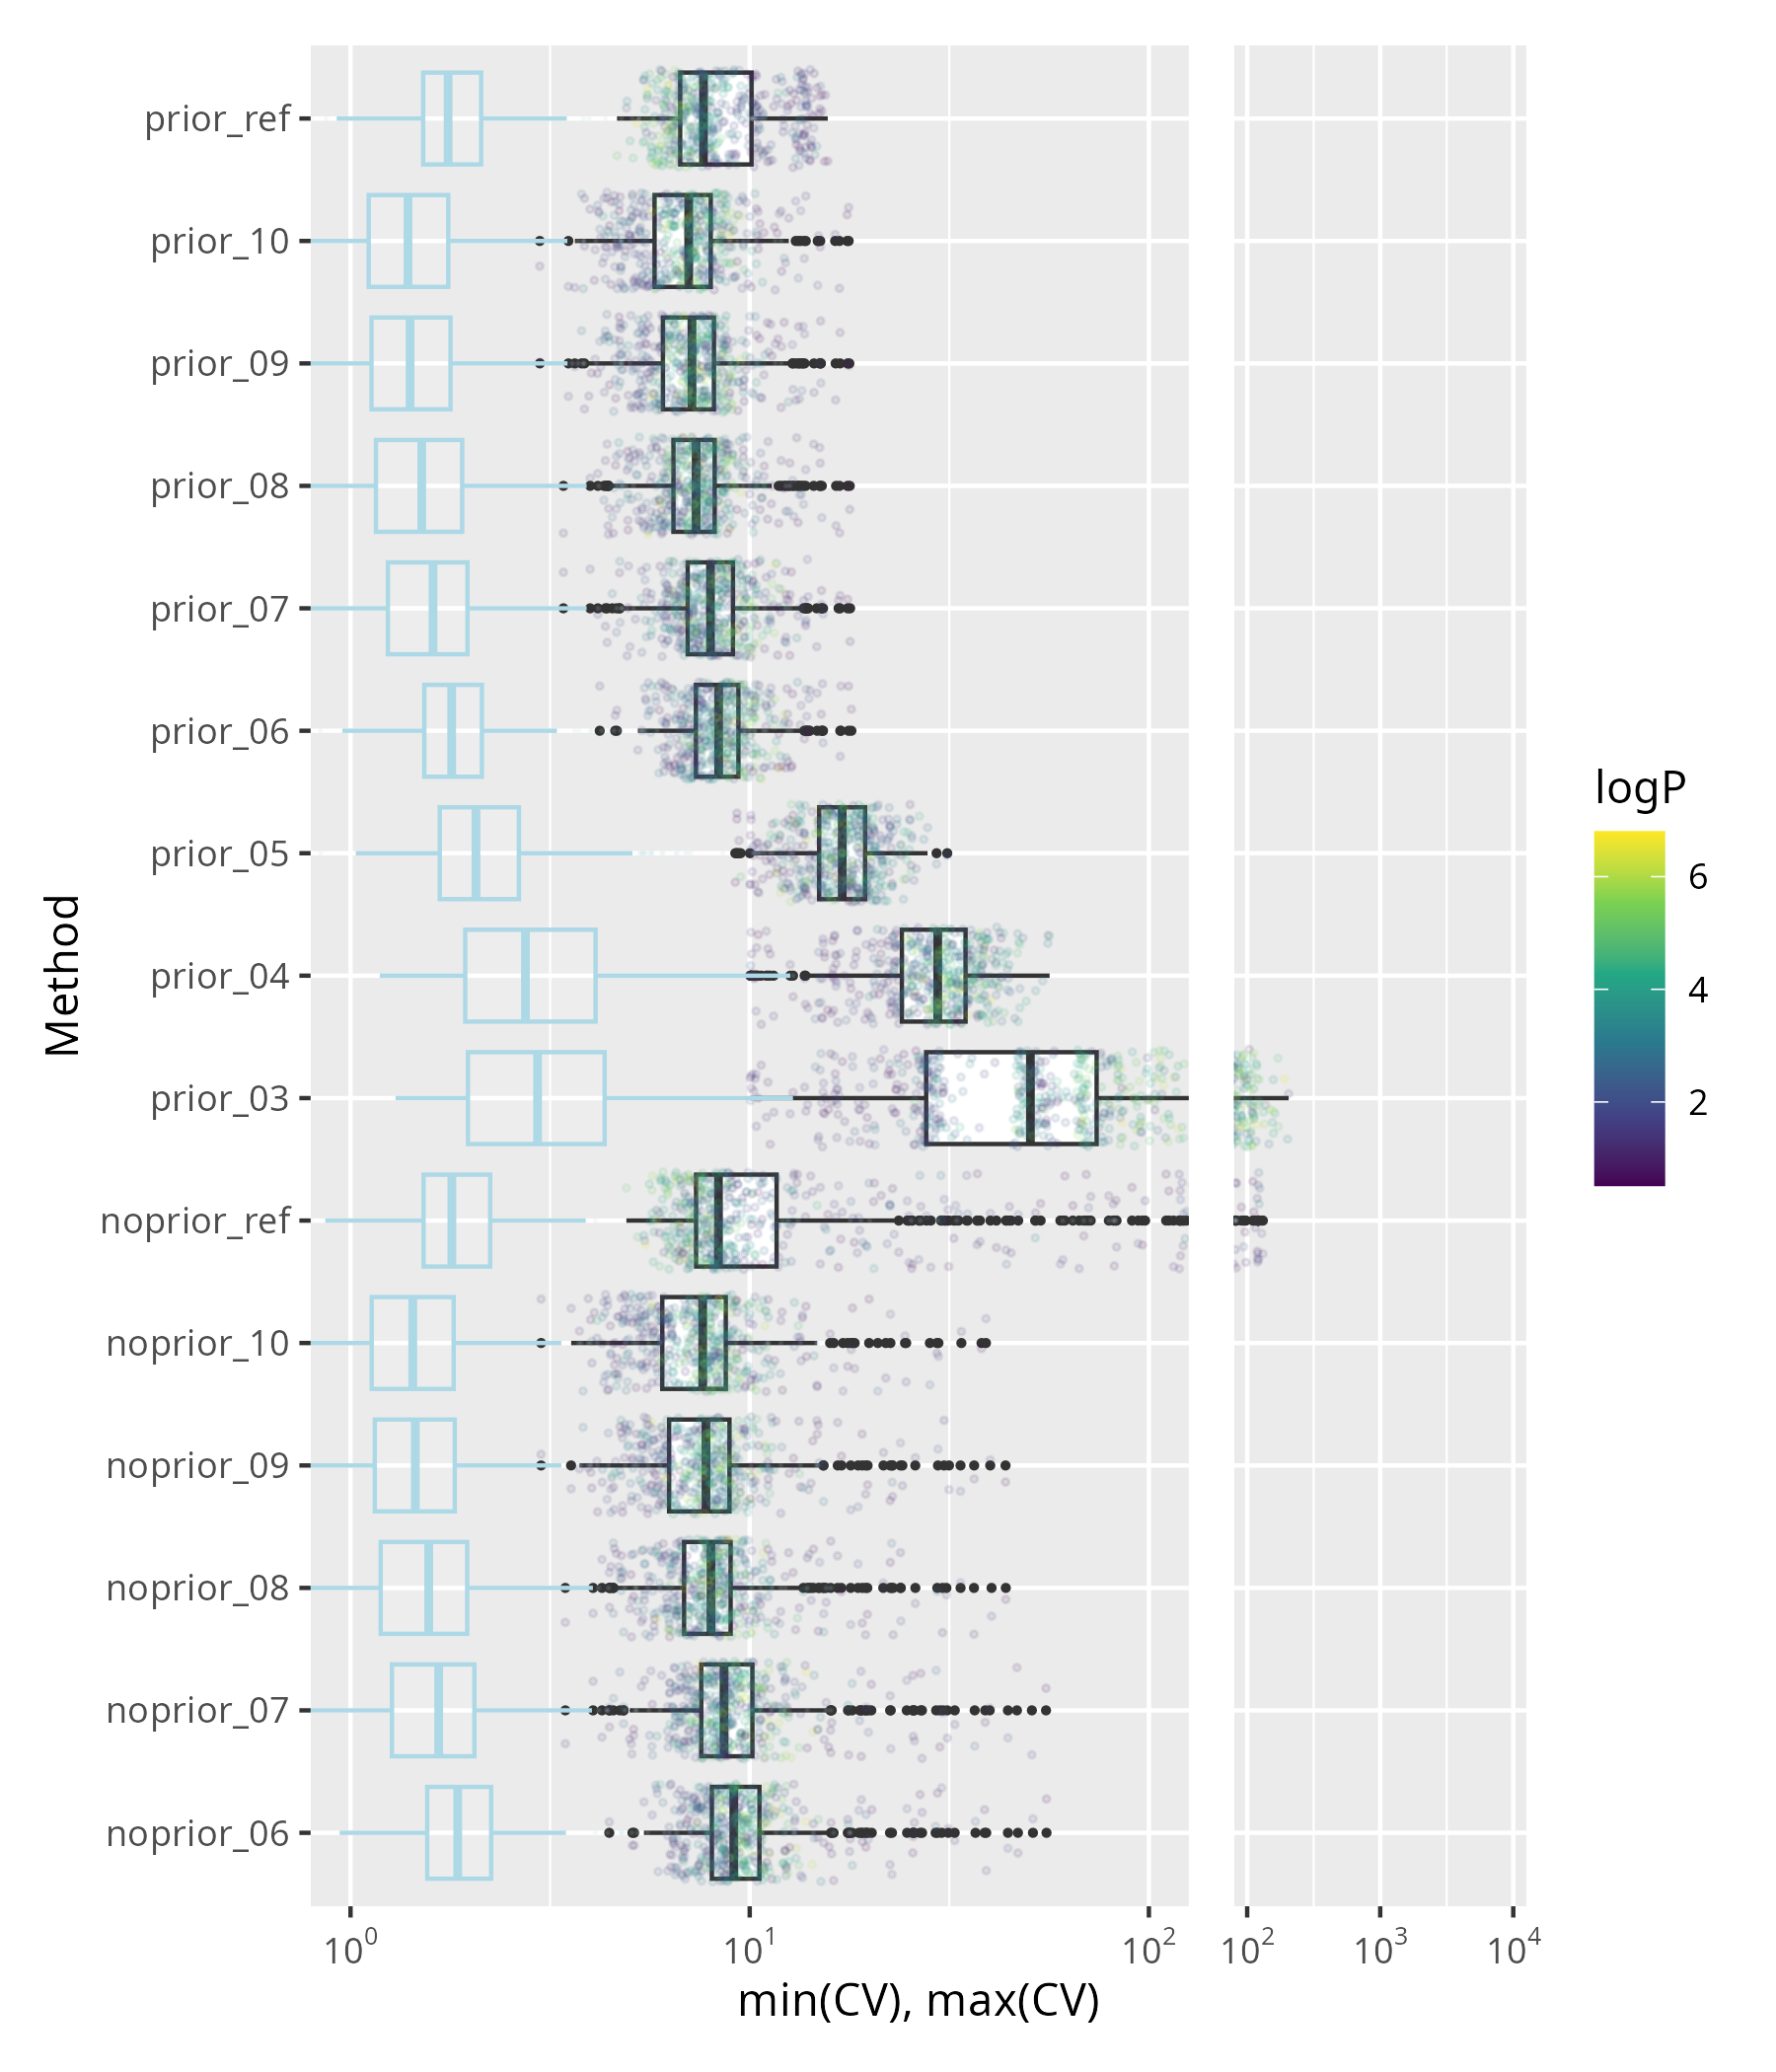 prior_ref
prior_10
prior_09
prior_08
prior_07
prior_06
prior_05
prior_04
prior_03
noprior_ref
noprior_10
noprior_09
noprior_08
noprior_07
noprior_06
Method
10⁰ 10¹ 10² 10² 10³ 10⁴
min(CV), max(CV)
logP
6
4
2